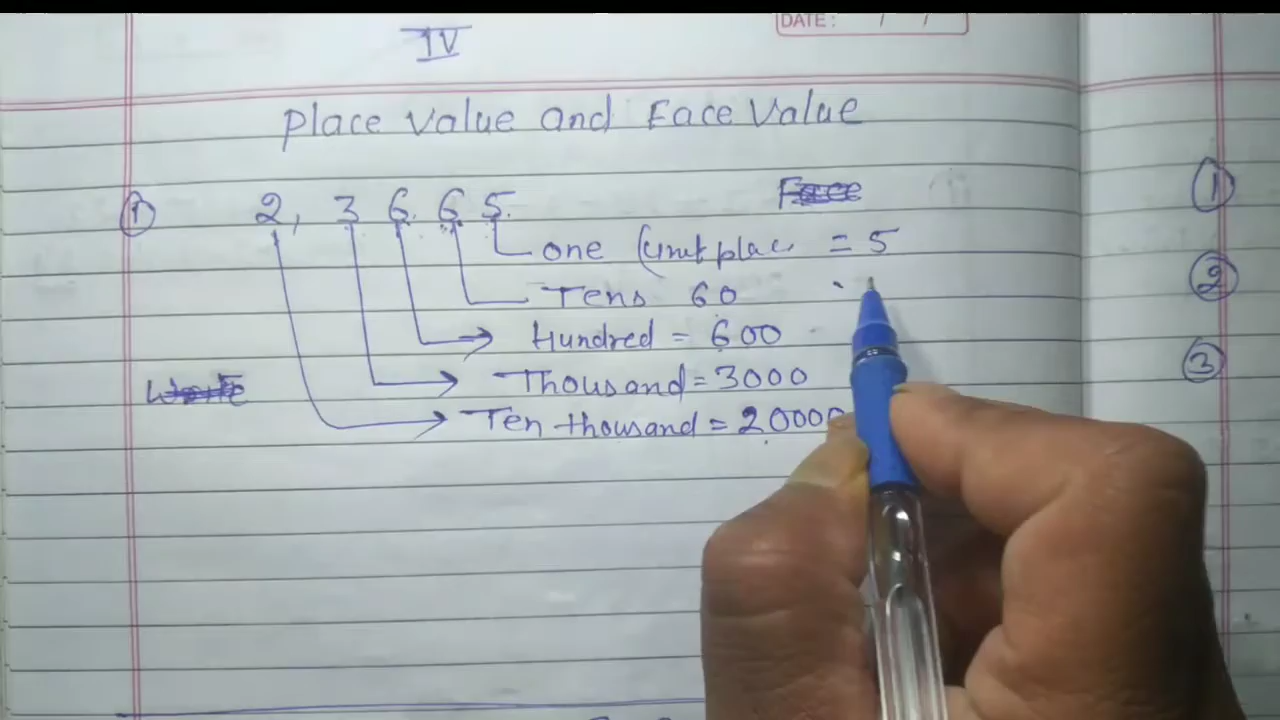 DATE: / /
IV
Place Value and Face Value
① 2, 3 6 6 5.
one (Unit plac = 5
Tens 60
Hundred = 600
Thousand = 3000
Ten thousand = 20000
①
②
③